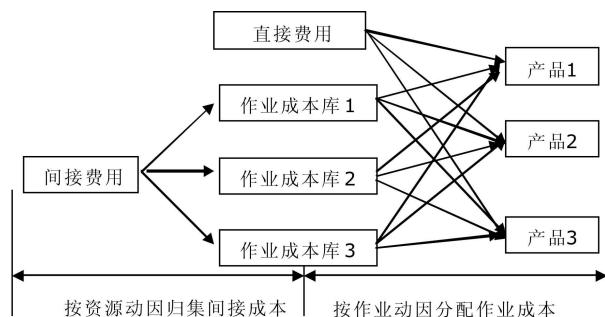 直接费用
产品1
作业成本库 1
产品2
间接费用
作业成本库 2
产品3
作业成本库 3
按资源动因归集间接成本
按作业动因分配作业成本